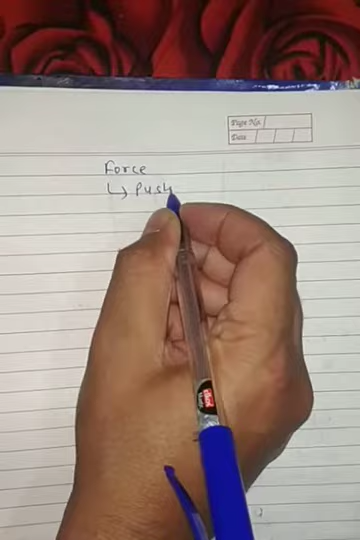 Page No.
Date
Force
↳ Push